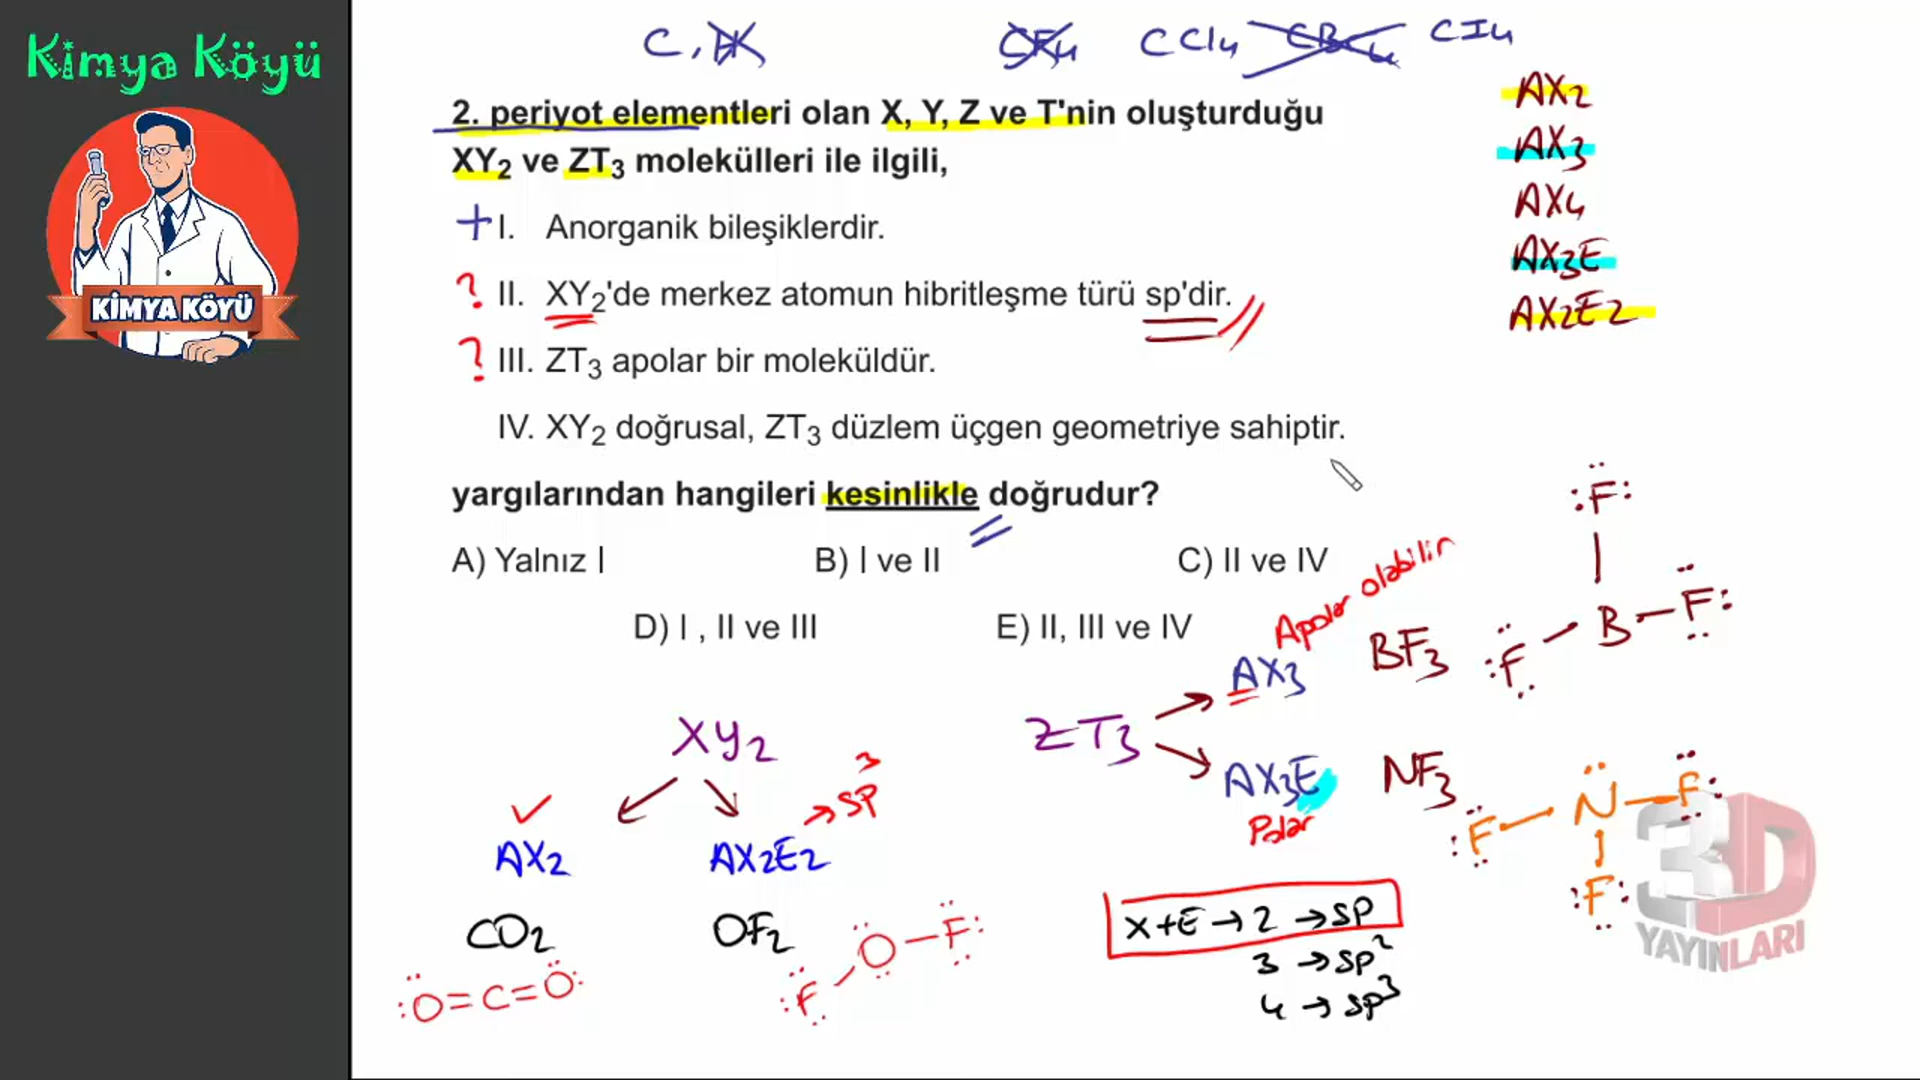 Kimya Köyü
KİMYA KÖYÜ
C,
CF4 CCl4 CBr4 CI4
AX2
AX3
AX4
AX3E
AX2E2
2. periyot elementleri olan X, Y, Z ve T'nin oluşturduğu
XY2 ve ZT3 molekülleri ile ilgili,
+ I. Anorganik bileşiklerdir.
? II. XY2'de merkez atomun hibritleşme türü sp'dir.
? III. ZT3 apolar bir moleküldür.
IV. XY2 doğrusal, ZT3 düzlem üçgen geometriye sahiptir.
yargılarından hangileri kesinlikle doğrudur?
A) Yalnız I B) I ve II C) II ve IV
D) I , II ve III E) II, III ve IV
XY2
AX2 AX2E2 → sp3
CO2 OF2
:O=C=O:
:F O—F:
ZT3
AX3 Apolar olabilir
BF3
:F:
:F—B—F:
AX3E Polar
NF3
:F—N—F:
:F:
X+E → 2 → sp
3 → sp2
4 → sp3
3D
YAYINLARI